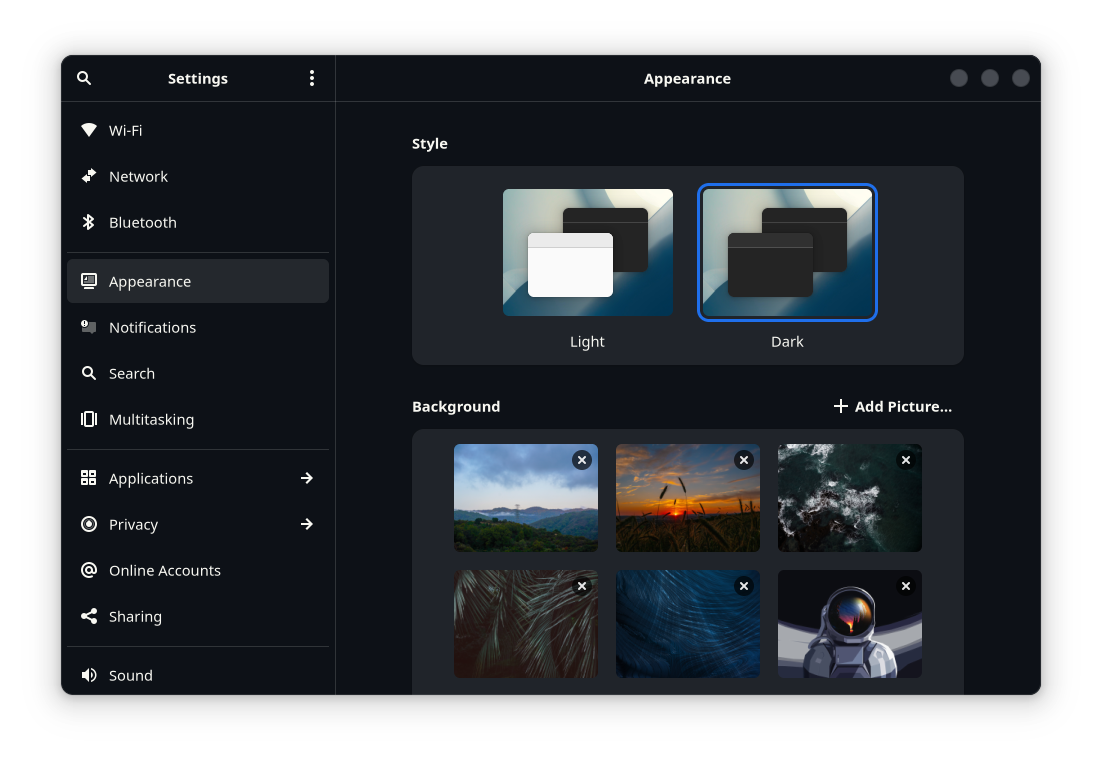 Settings
Appearance
Wi-Fi
Network
Bluetooth
Appearance
Notifications
Search
Multitasking
Applications
Privacy
Online Accounts
Sharing
Sound
Style
Light
Dark
Background
Add Picture...